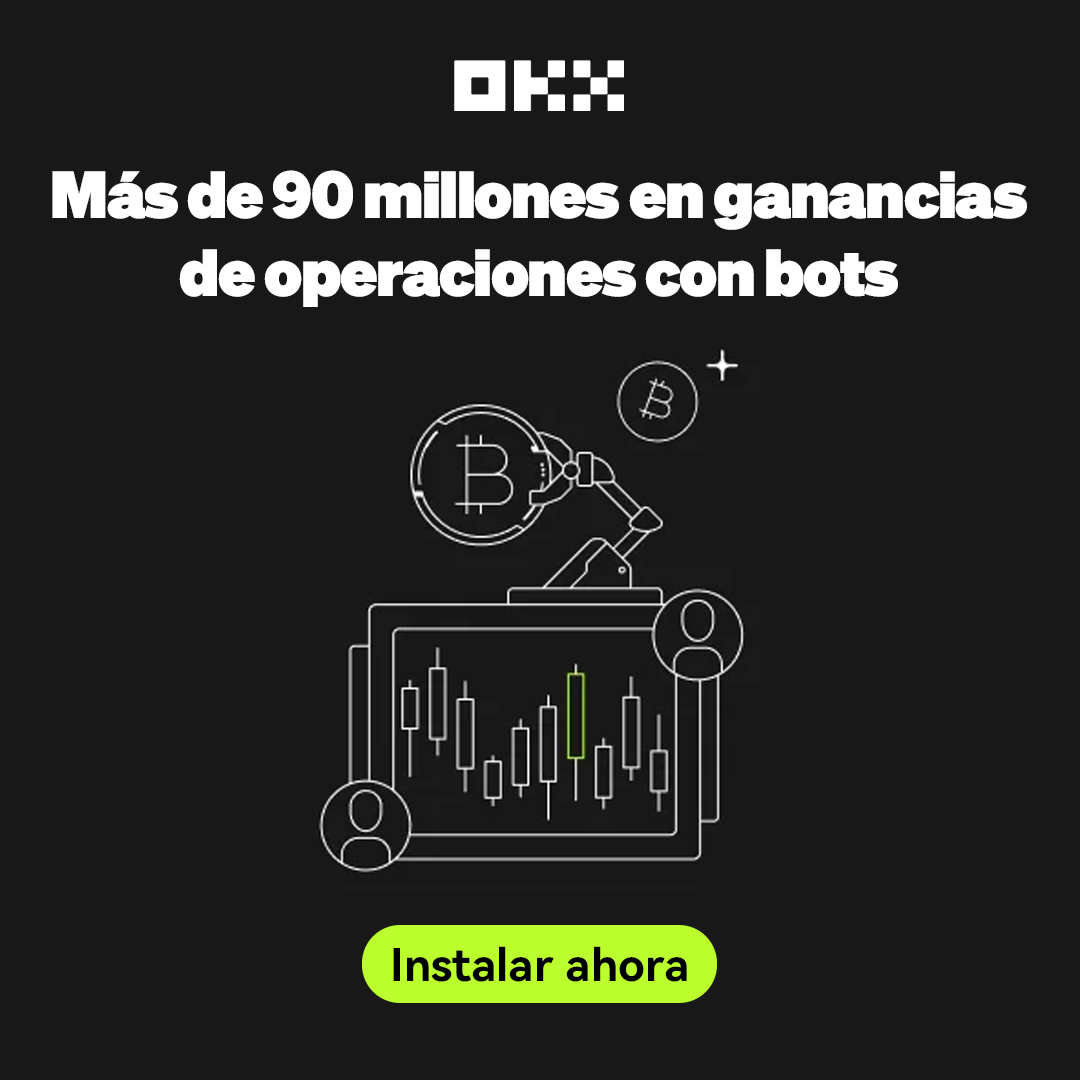 OKX
Más de 90 millones en ganancias
de operaciones con bots
Instalar ahora